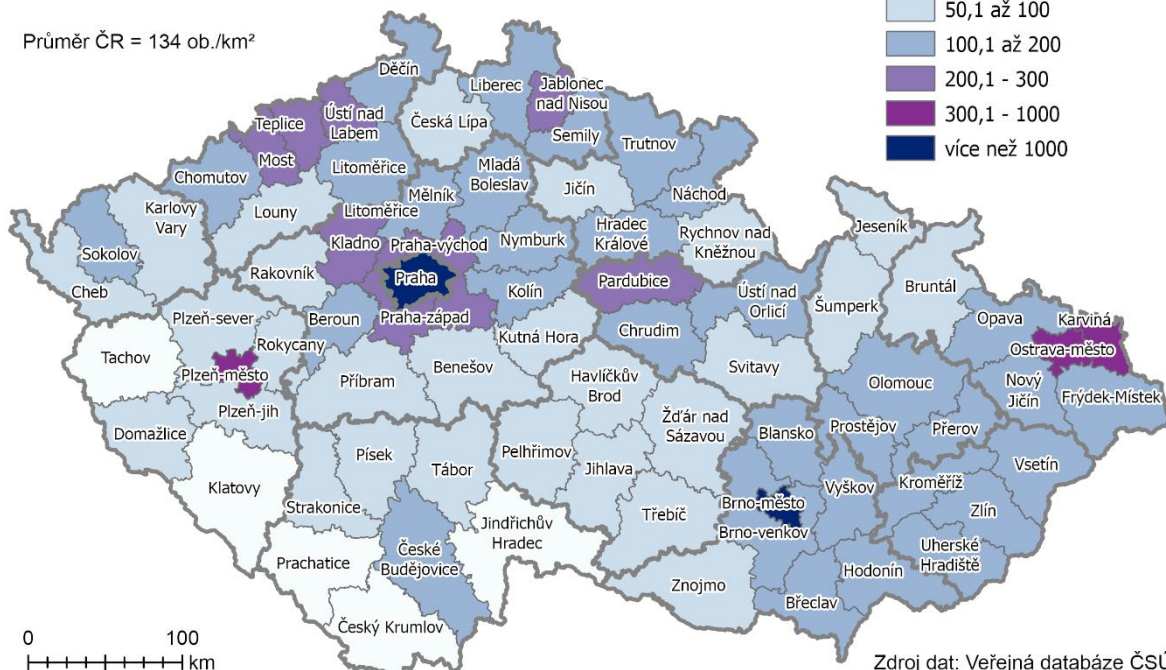 50,1 až 100
Průměr ČR = 134 ob./km²
100,1 až 200
200,1 - 300
300,1 - 1000
více než 1000
Děčín
Liberec
Jablonec
nad Nisou
Teplice
Ústí nad
Labem
Česká Lípa
Semily
Trutnov
Most
Litoměřice
Chomutov
Mladá
Boleslav
Jičín
Náchod
Mělník
Karlovy
Vary
Louny
Litoměřice
Hradec
Králové
Rychnov nad
Kněžnou
Jeseník
Sokolov
Kladno
Praha-východ
Nymburk
Rakovník
Praha
Pardubice
Bruntál
Cheb
Kolín
Ústí nad
Orlicí
Šumperk
Opava
Karviná
Plzeň-sever
Beroun
Praha-západ
Kutná Hora
Chrudim
Rokycany
Ostrava-město
Tachov
Plzeň-město
Benešov
Havlíčkův
Brod
Svitavy
Nový
Jičín
Příbram
Olomouc
Frýdek-Místek
Plzeň-jih
Žďár nad
Sázavou
Domažlice
Blansko
Prostějov
Přerov
Písek
Tábor
Pelhřimov
Jihlava
Vsetín
Klatovy
Vyškov
Kroměříž
Strakonice
Brno-město
Zlín
Třebíč
Brno-venkov
Jindřichův
Hradec
České
Budějovice
Uherské
Hradiště
Prachatice
Hodonín
Znojmo
Břeclav
Český Krumlov
0 100
km
Zdroj dat: Veřejná databáze ČSÚ